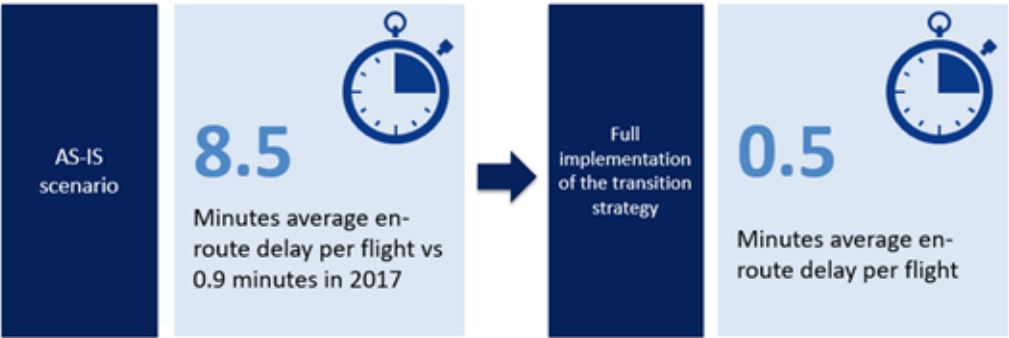 AS-IS
scenario
8.5
Minutes average en-
route delay per flight vs
0.9 minutes in 2017
Full
implementation
of the transition
strategy
0.5
Minutes average en-
route delay per flight